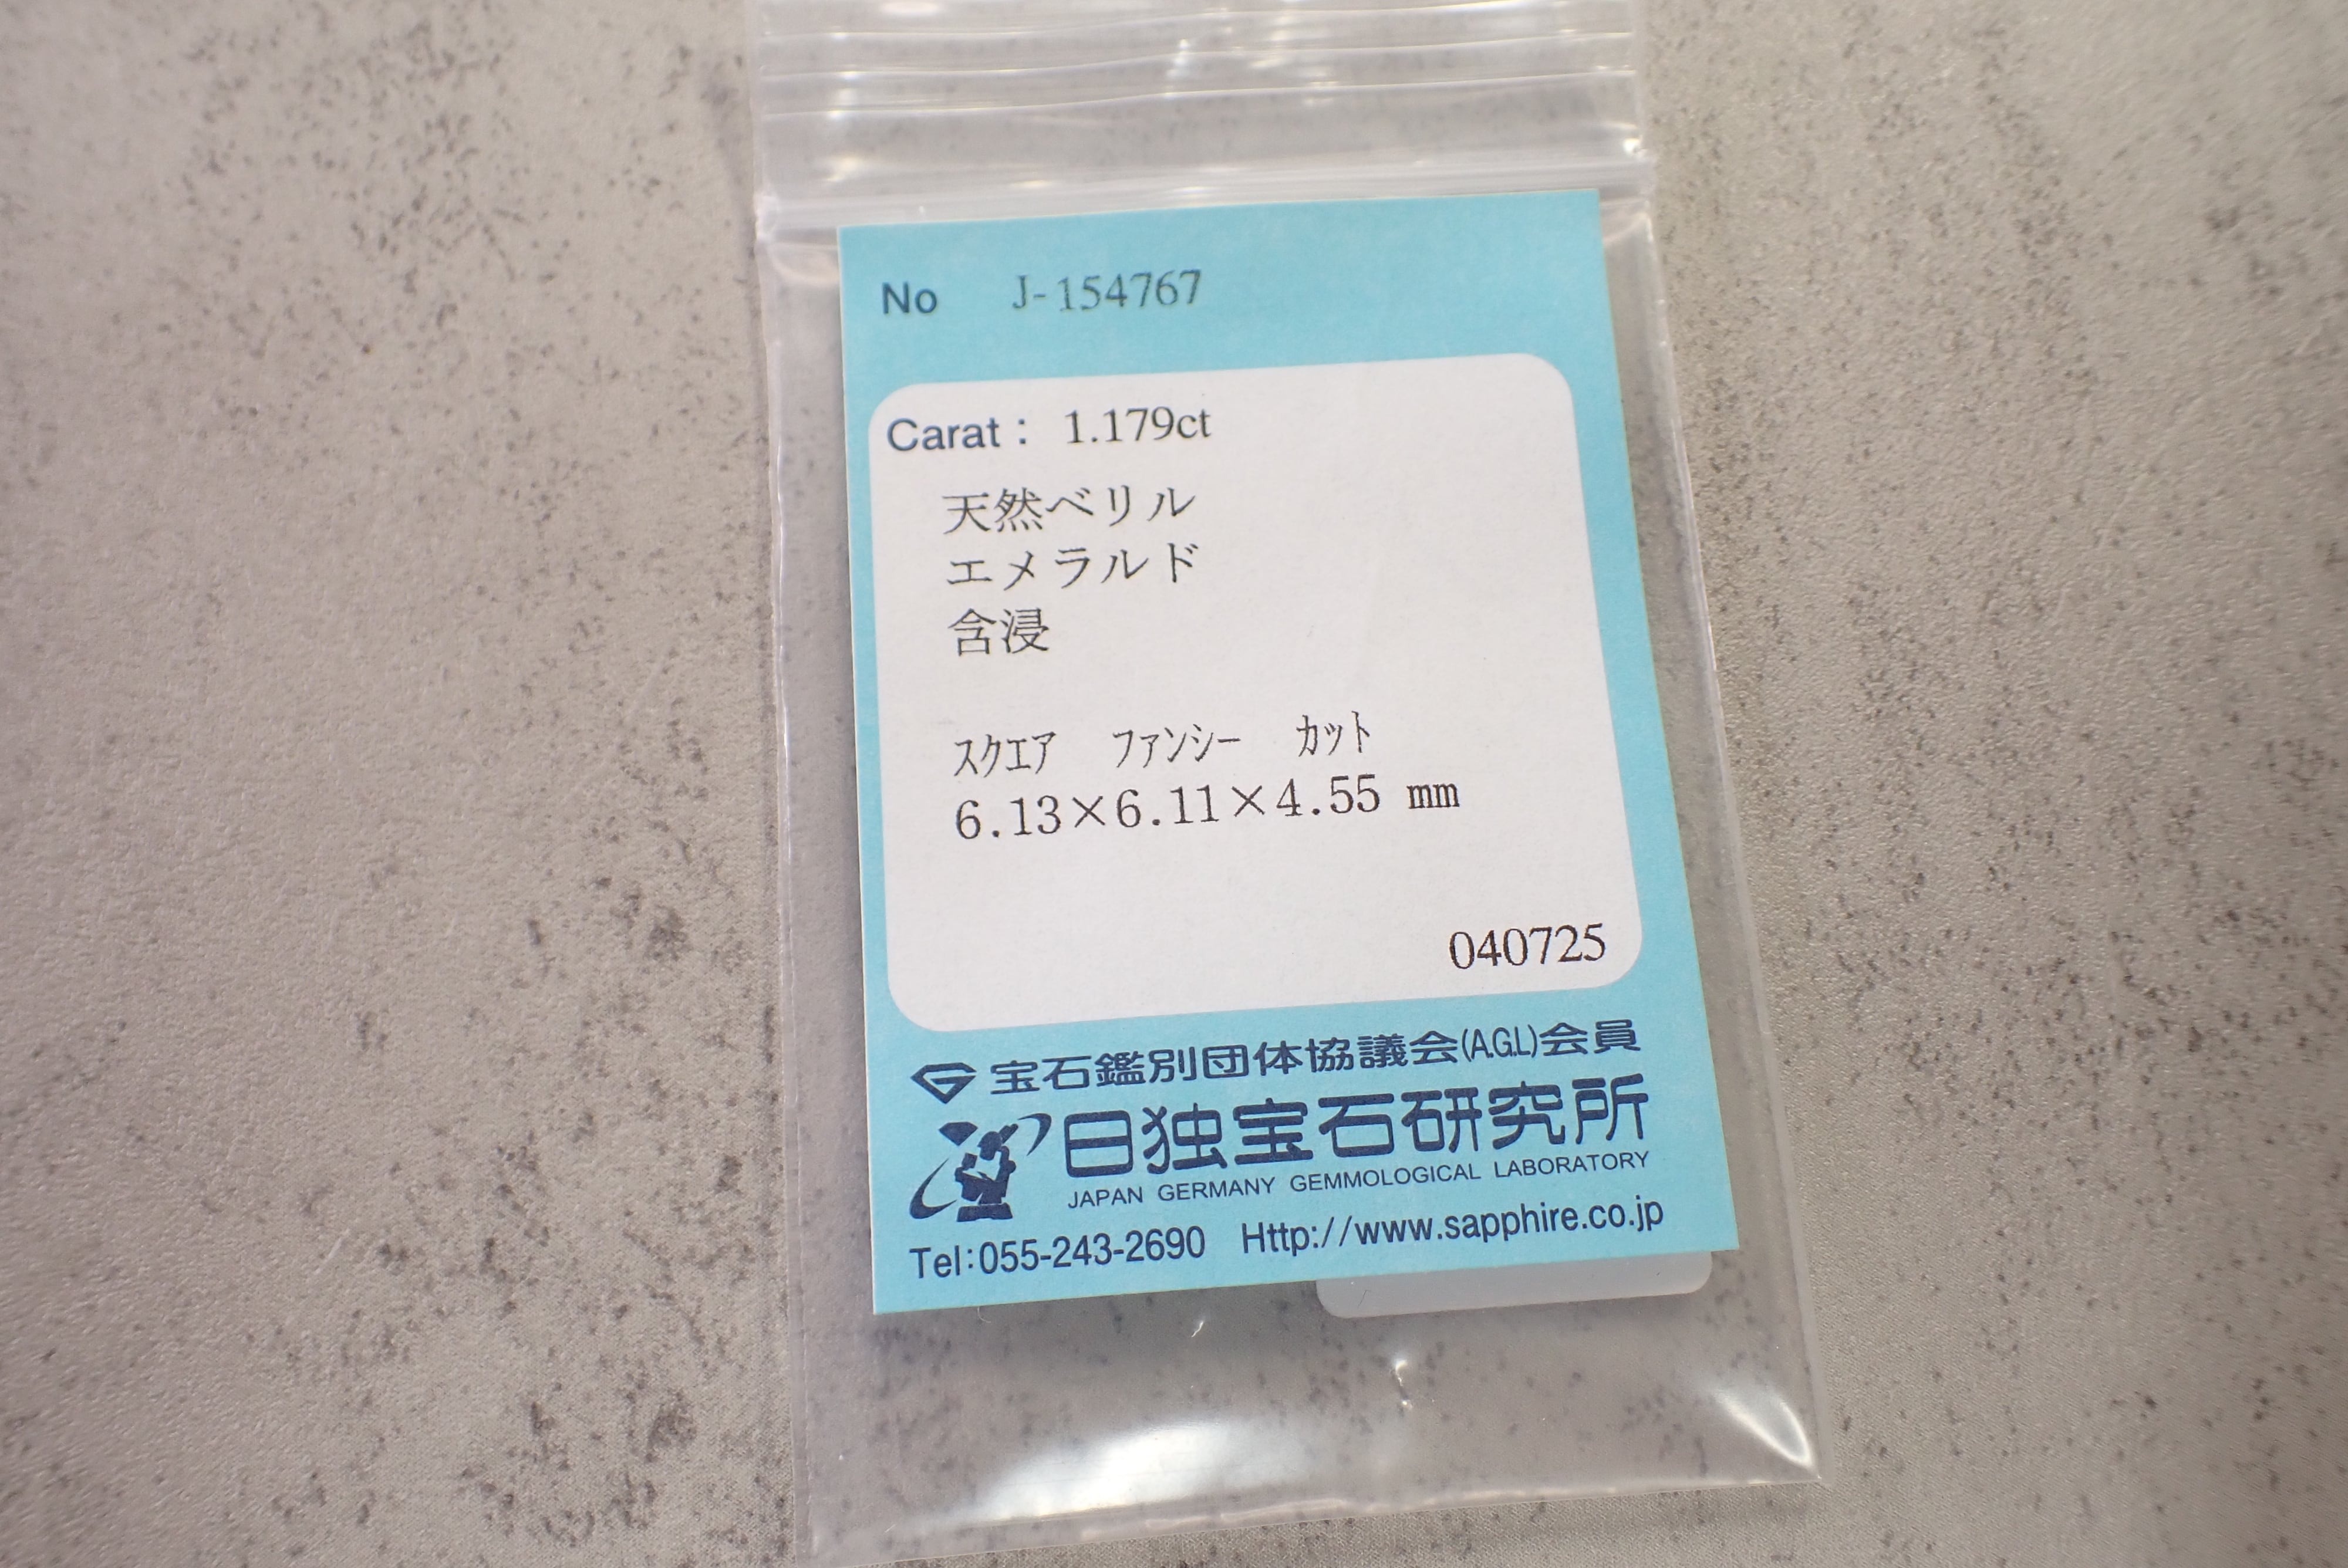 No J-154767
Carat : 1.179ct
天然ベリル
エメラルド
含浸
スクエア ファンシー カット
6.13×6.11×4.55 mm
040725
宝石鑑別団体協議会(A.G.L)会員
日独宝石研究所
JAPAN GERMANY GEMMOLOGICAL LABORATORY
Tel:055-243-2690 Http://www.sapphire.co.jp